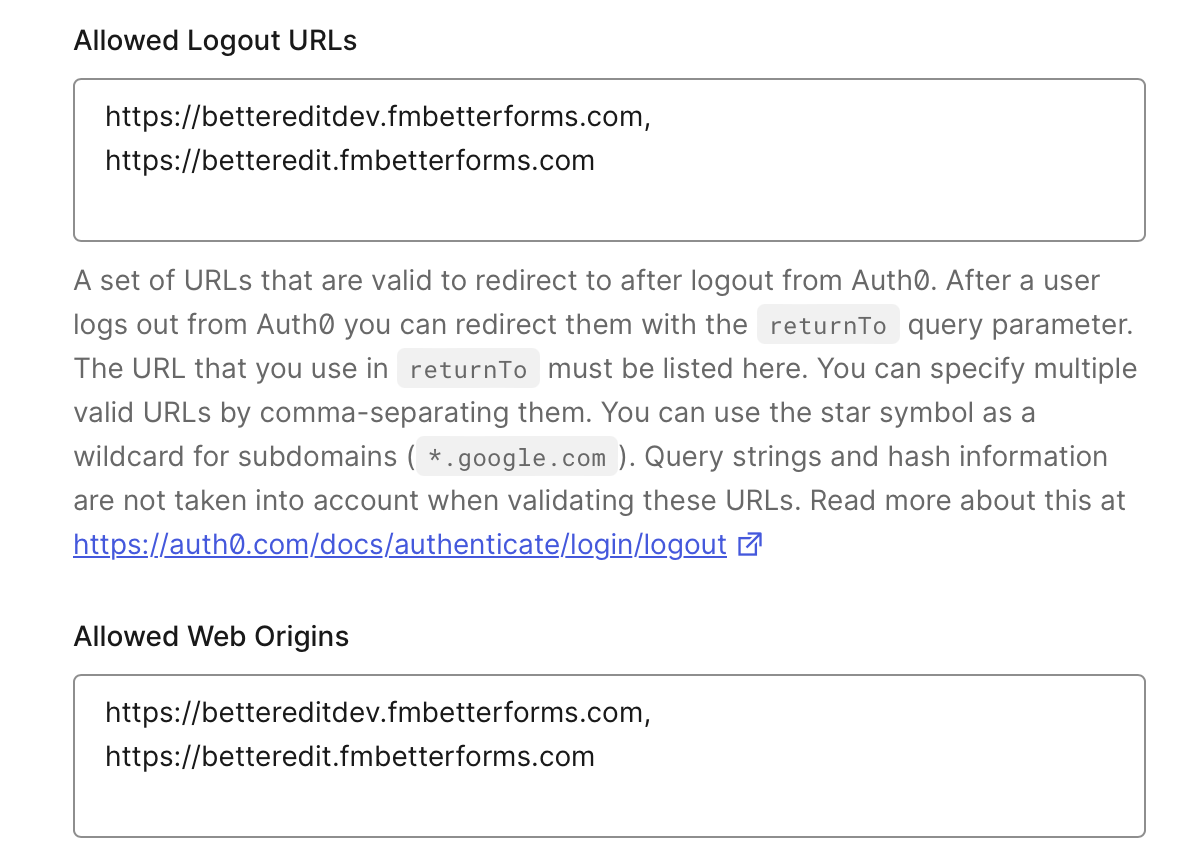 Allowed Logout URLs
https://bettereditdev.fmbetterforms.com,
https://betteredit.fmbetterforms.com
A set of URLs that are valid to redirect to after logout from Auth0. After a user
logs out from Auth0 you can redirect them with the returnTo query parameter.
The URL that you use in returnTo must be listed here. You can specify multiple
valid URLs by comma-separating them. You can use the star symbol as a
wildcard for subdomains ( *.google.com ). Query strings and hash information
are not taken into account when validating these URLs. Read more about this at
https://auth0.com/docs/authenticate/login/logout
Allowed Web Origins
https://bettereditdev.fmbetterforms.com,
https://betteredit.fmbetterforms.com